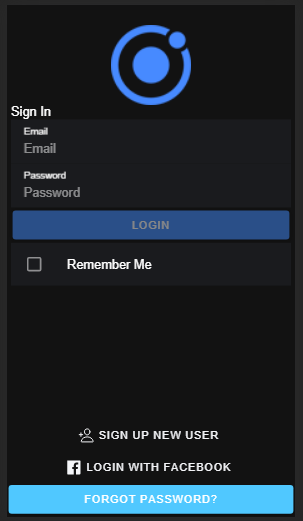 Sign In
Email
Email
Password
Password
LOGIN
Remember Me
SIGN UP NEW USER
LOGIN WITH FACEBOOK
FORGOT PASSWORD?